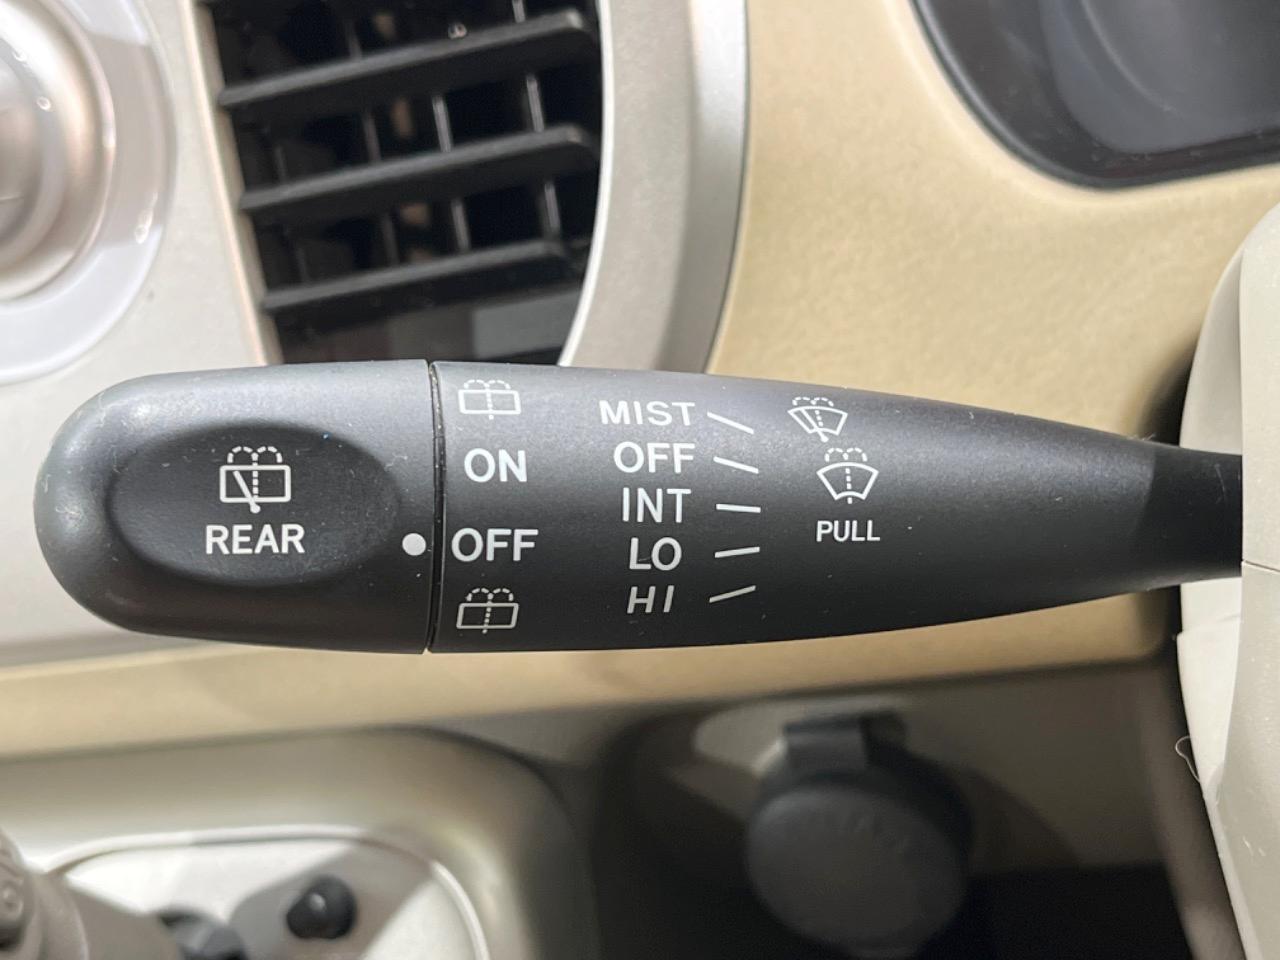 REAR
ON
OFF
MIST
OFF
INT
LO
HI
PULL